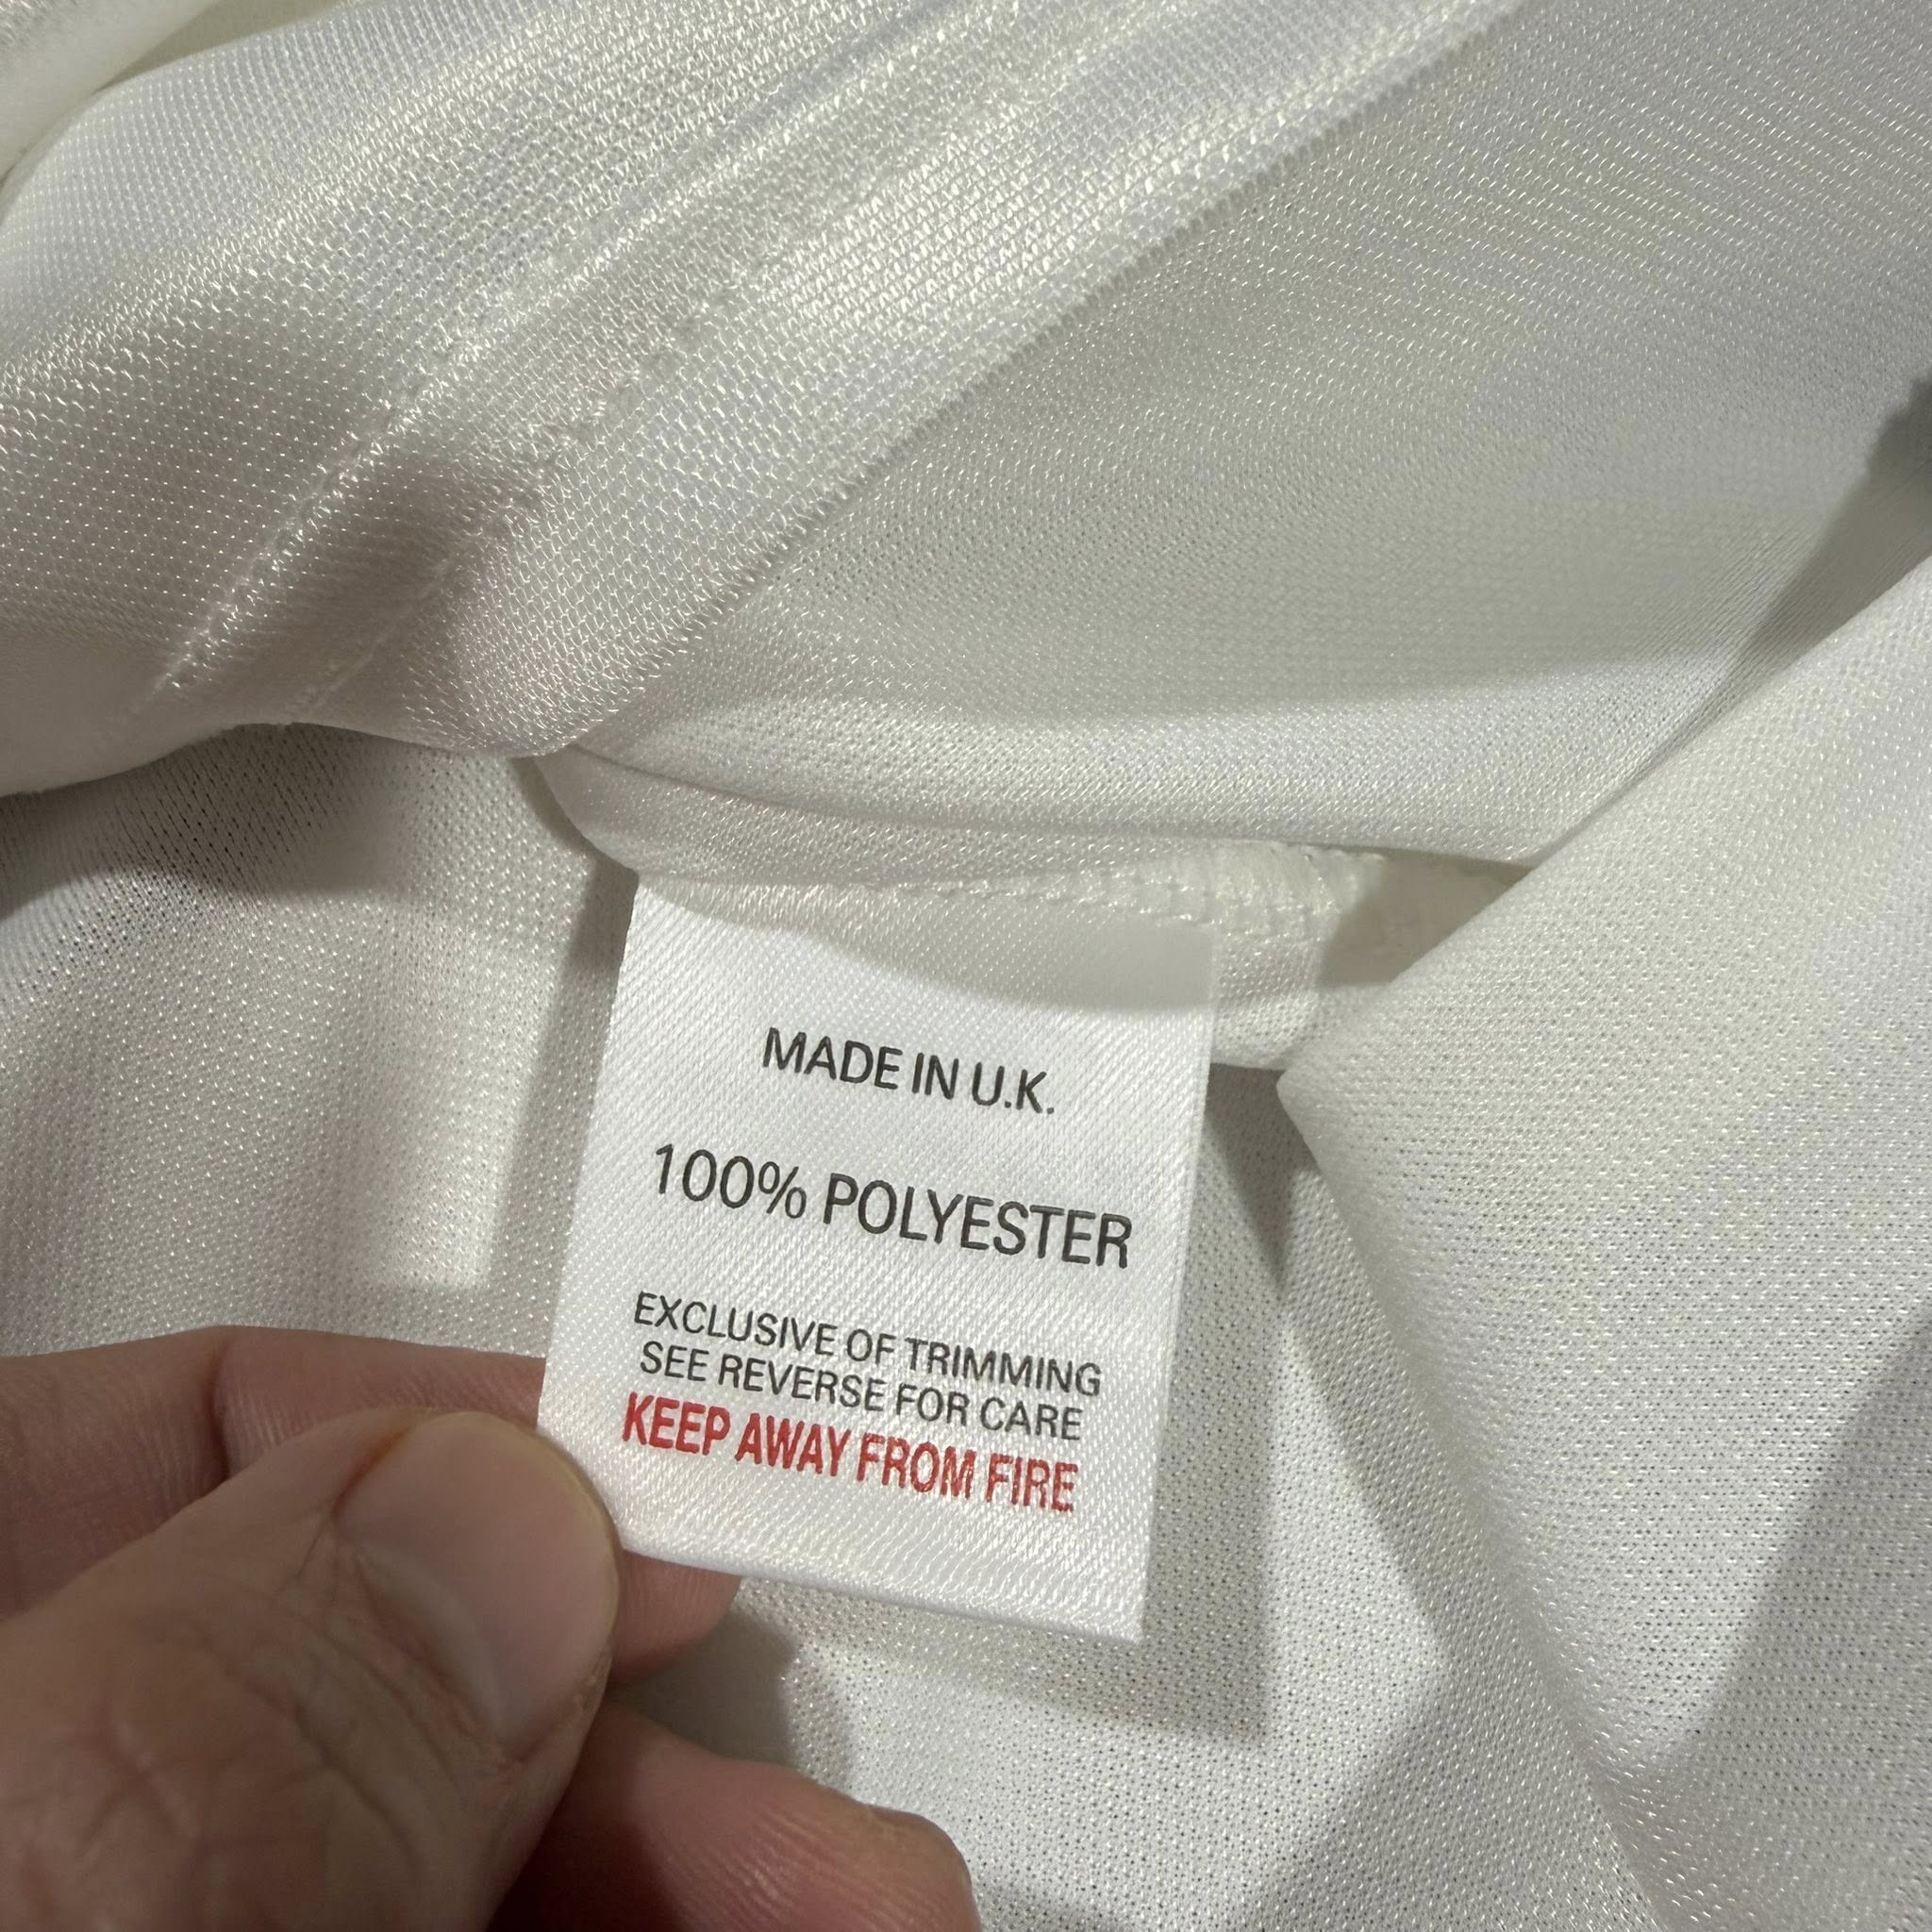 MADE IN U.K.
100% POLYESTER
EXCLUSIVE OF TRIMMING
SEE REVERSE FOR CARE
KEEP AWAY FROM FIRE